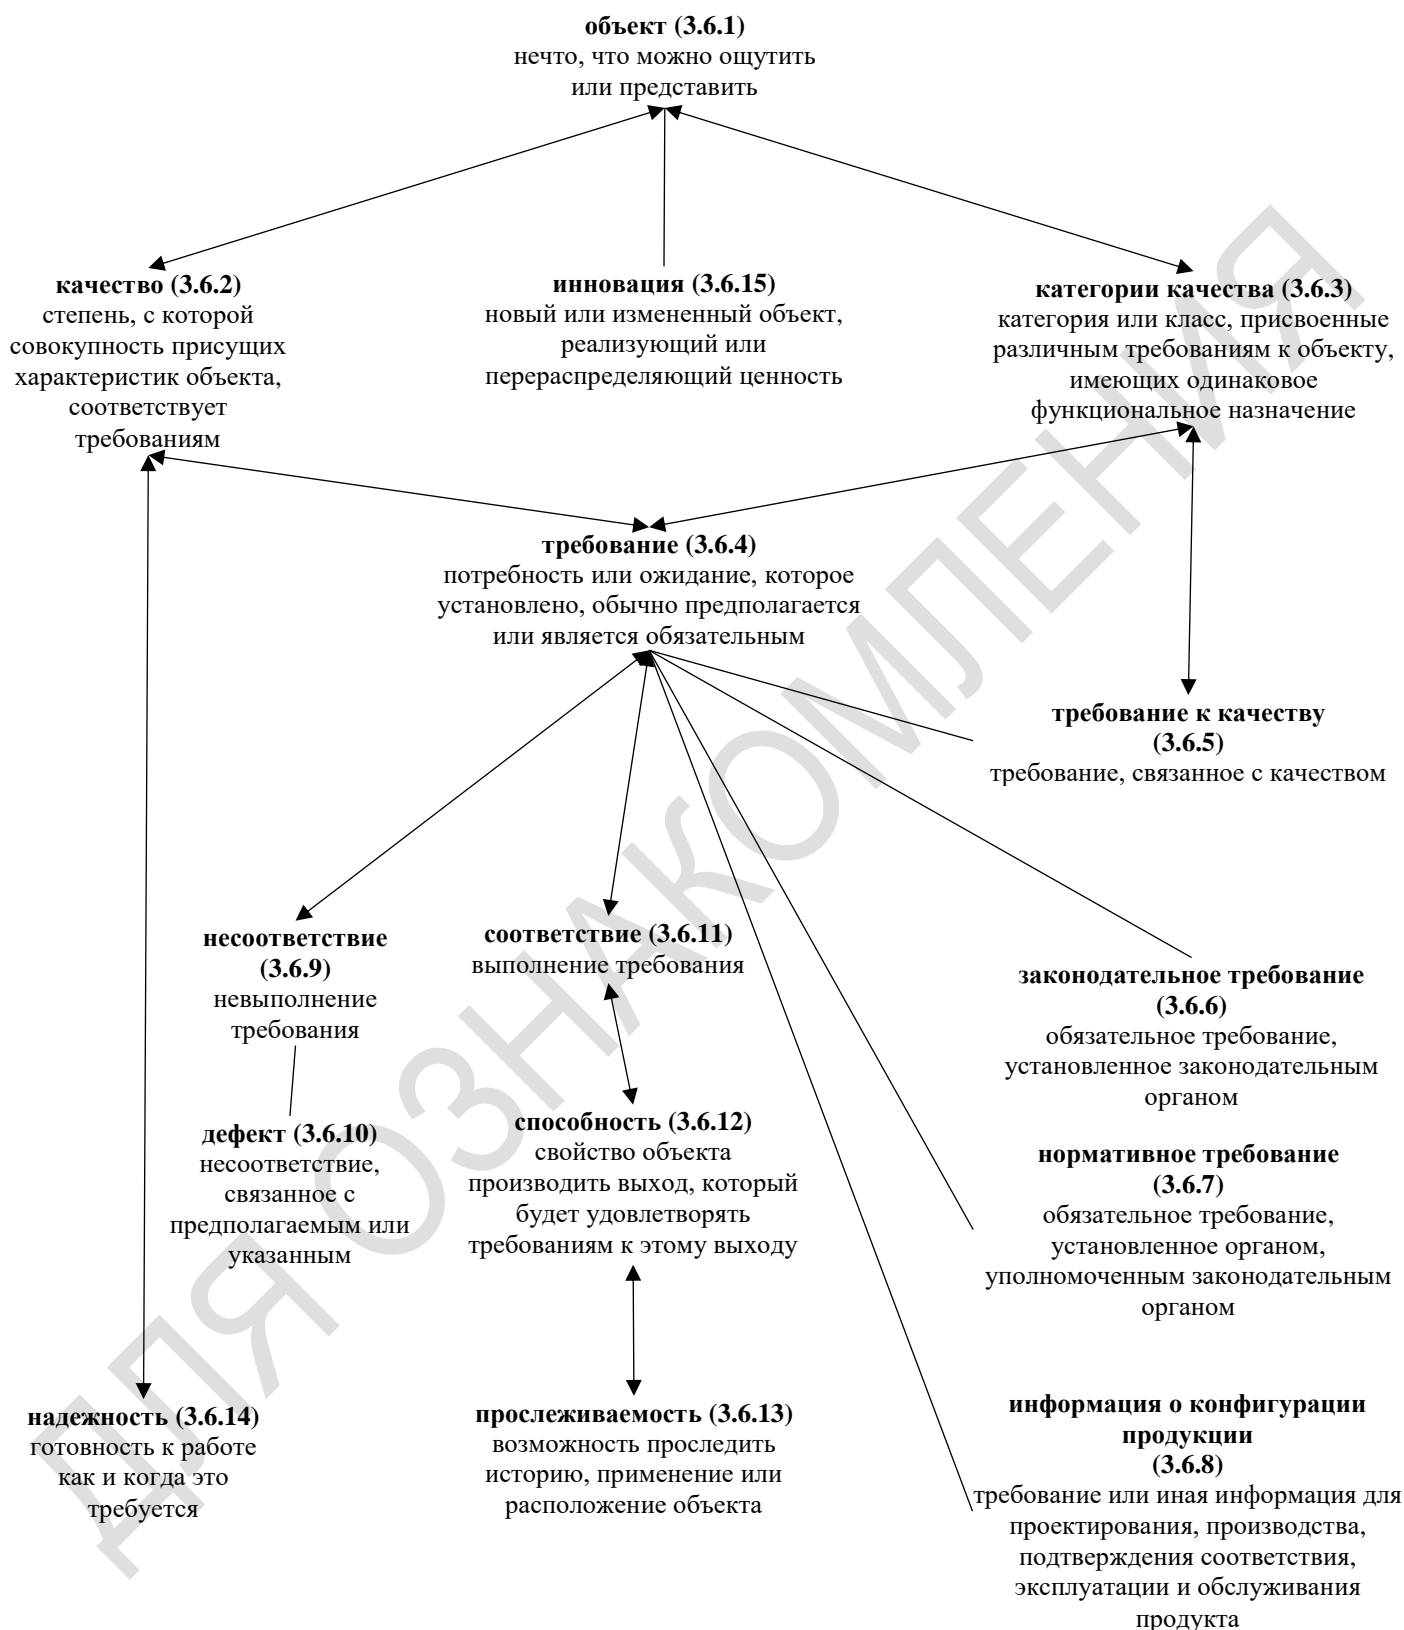 объект (3.6.1)
нечто, что можно ощутить
или представить
качество (3.6.2)
степень, с которой
совокупность присущих
характеристик объекта,
соответствует
требованиям
инновация (3.6.15)
новый или измененный объект,
реализующий или
перераспределяющий ценность
категории качества (3.6.3)
категория или класс, присвоенные
различным требованиям к объекту,
имеющих одинаковое
функциональное назначение
требование (3.6.4)
потребность или ожидание, которое
установлено, обычно предполагается
или является обязательным
требование к качеству
(3.6.5)
требование, связанное с качеством
несоответствие
(3.6.9)
невыполнение
требования
соответствие (3.6.11)
выполнение требования
законодательное требование
(3.6.6)
обязательное требование,
установленное законодательным
органом
дефект (3.6.10)
несоответствие,
связанное с
предполагаемым или
указанным
способность (3.6.12)
свойство объекта
производить выход, который
будет удовлетворять
требованиям к этому выходу
нормативное требование
(3.6.7)
обязательное требование,
установленное органом,
уполномоченным законодательным
органом
надежность (3.6.14)
готовность к работе
как и когда это
требуется
прослеживаемость (3.6.13)
возможность проследить
историю, применение или
расположение объекта
информация о конфигурации
продукции
(3.6.8)
требование или иная информация для
проектирования, производства,
подтверждения соответствия,
эксплуатации и обслуживания
продукта
ДЛЯ ОЗНАКОМЛЕНИЯ